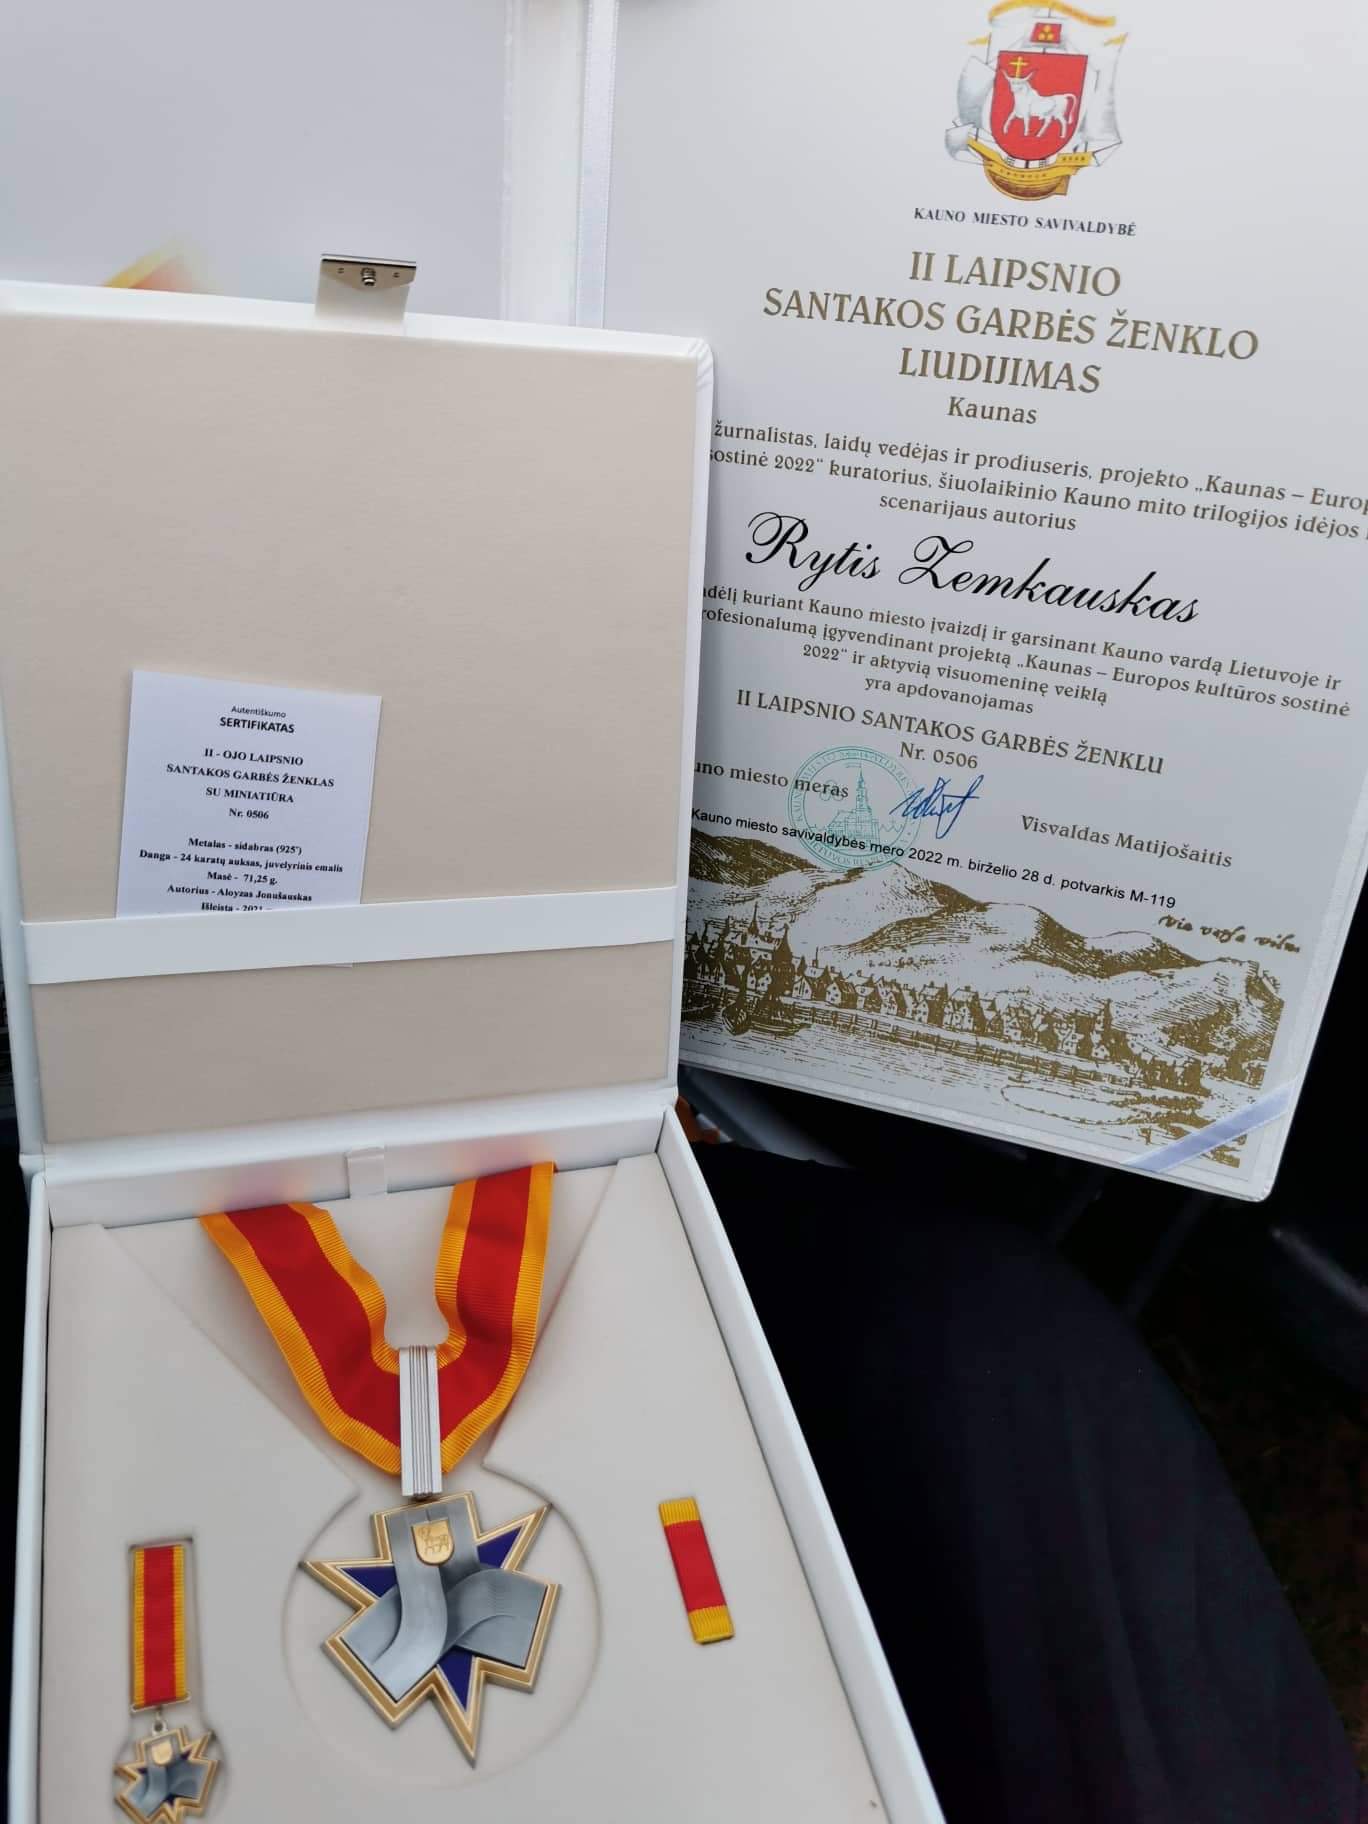 KAUNO MIESTO SAVIVALDYBĖ
II LAIPSNIO
SANTAKOS GARBĖS ŽENKLO
LIUDIJIMAS
Kaunas
žurnalistas, laidų vedėjas ir prodiuseris, projekto „Kaunas – Europ
sostinė 2022“ kuratorius, šiuolaikinio Kauno mito trilogijos idėjos
scenarijaus autorius
Rytis Zemkauskas
dėlį kuriant Kauno miesto įvaizdį ir garsinant Kauno vardą Lietuvoje ir
rofesionalumą įgyvendinant projektą „Kaunas – Europos kultūros sostinė
2022“ ir aktyvią visuomeninę veiklą
yra apdovanojamas
II LAIPSNIO SANTAKOS GARBĖS ŽENKLU
Nr. 0506
uno miesto meras
Visvaldas Matijošaitis
Kauno miesto savivaldybės mero 2022 m. birželio 28 d. potvarkis M-119
Autentiškumo
SERTIFIKATAS
II - OJO LAIPSNIO
SANTAKOS GARBĖS ŽENKLAS
SU MINIATIŪRA
Nr. 0506
Metalas - sidabras (925°)
Danga - 24 karatų auksas, juvelyrinis emalis
Masė - 71,25 g.
Autorius - Aloyzas Jonušauskas
Išleista - 2021